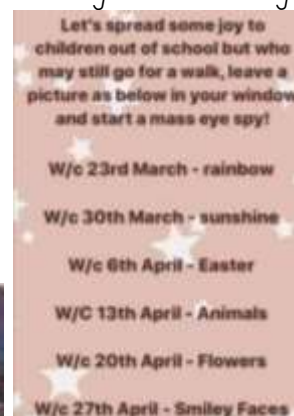 Let's spread some joy to
children out of school but who
may still go for a walk, leave a
picture as below in your window
and start a mass eye spy!
W/c 23rd March - rainbow
W/c 30th March - sunshine
W/c 6th April - Easter
W/C 13th April - Animals
W/c 20th April - Flowers
W/c 27th April - Smiley Faces